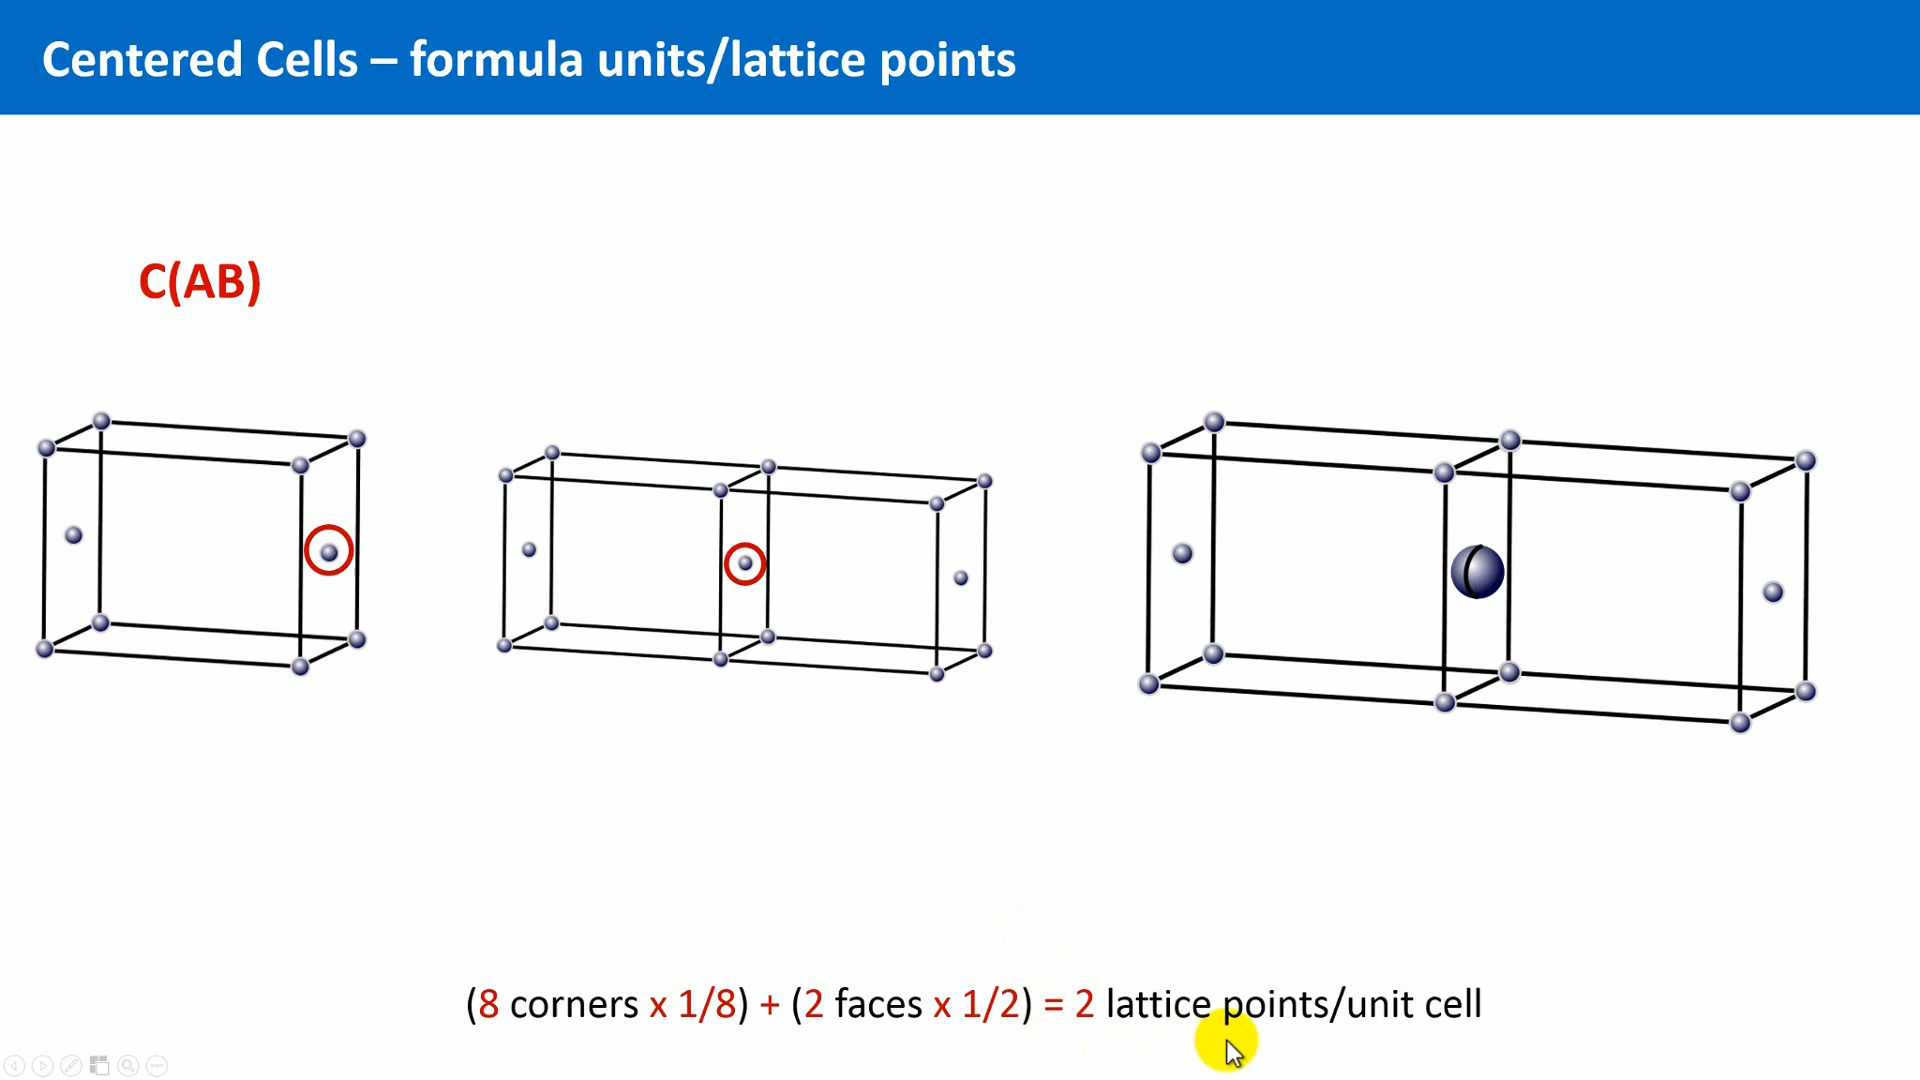 Centered Cells – formula units/lattice points
C(AB)
(8 corners x 1/8) + (2 faces x 1/2) = 2 lattice points/unit cell